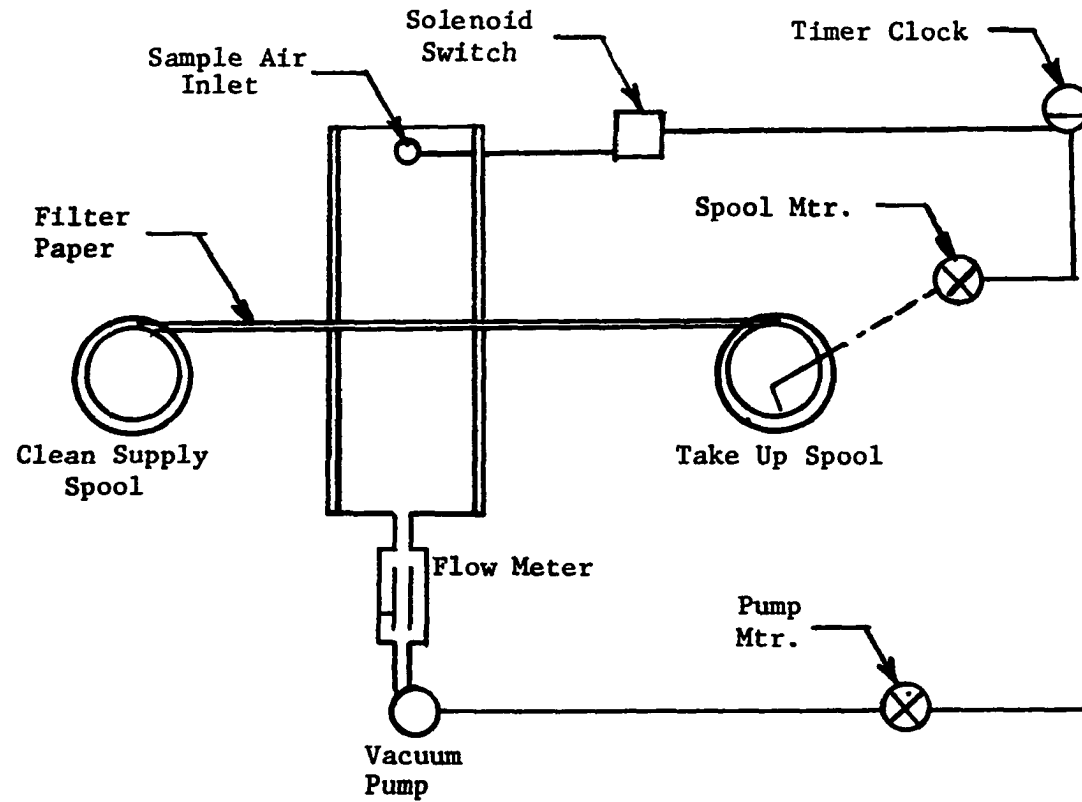 Solenoid
Switch
Timer Clock
Sample Air
Inlet
Filter
Paper
Spool Mtr.
Clean Supply
Spool
Take Up Spool
Flow Meter
Pump
Mtr.
Vacuum
Pump